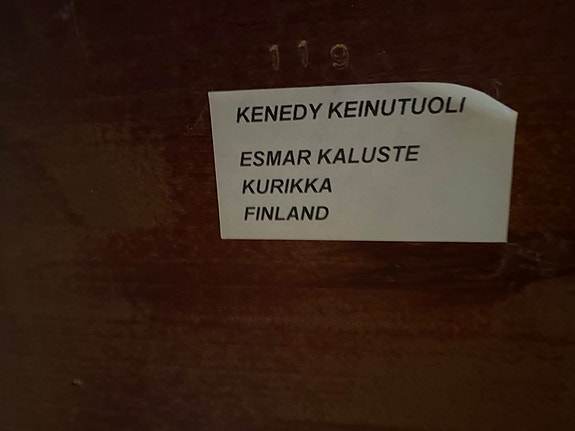 119
KENEDY KEINUTUOLI
ESMAR KALUSTE
KURIKKA
FINLAND